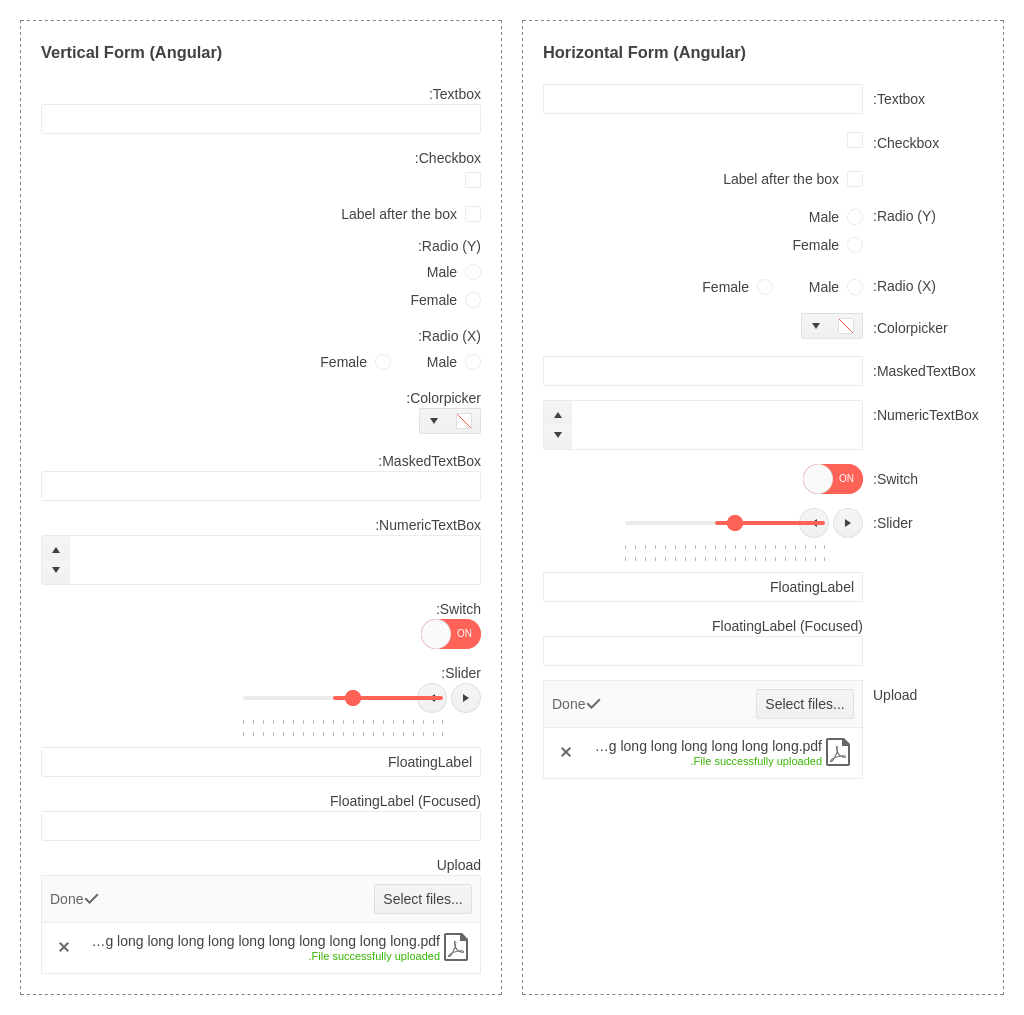 Vertical Form (Angular)
:Textbox
:Checkbox
Label after the box
:Radio (Y)
Male
Female
:Radio (X)
Female Male
:Colorpicker
:MaskedTextBox
:NumericTextBox
:Switch
ON
:Slider
FloatingLabel
FloatingLabel (Focused)
Upload
Done Select files...
...g long long long long long long long long long long.pdf
.File successfully uploaded
Horizontal Form (Angular)
:Textbox
:Checkbox
Label after the box
Male :Radio (Y)
Female
Female Male :Radio (X)
:Colorpicker
:MaskedTextBox
:NumericTextBox
ON :Switch
:Slider
FloatingLabel
FloatingLabel (Focused)
Upload
Done Select files...
...g long long long long long long.pdf
.File successfully uploaded